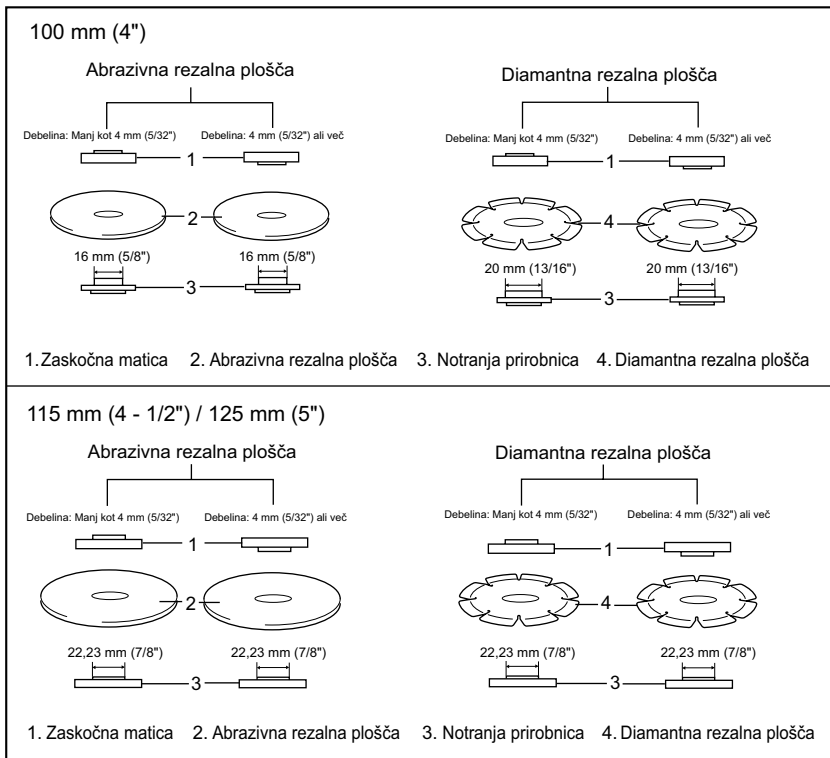 100 mm (4")
Abrazivna rezalna plošča
Debelina: Manj kot 4 mm (5/32")
Debelina: 4 mm (5/32") ali več
1
2
16 mm (5/8")
16 mm (5/8")
3
Diamantna rezalna plošča
Debelina: Manj kot 4 mm (5/32")
Debelina: 4 mm (5/32") ali več
1
4
20 mm (13/16")
20 mm (13/16")
3
1.Zaskočna matica 2. Abrazivna rezalna plošča 3. Notranja prirobnica 4. Diamantna rezalna plošča
115 mm (4 - 1/2") / 125 mm (5")
Abrazivna rezalna plošča
Debelina: Manj kot 4 mm (5/32")
Debelina: 4 mm (5/32") ali več
1
2
22,23 mm (7/8")
22,23 mm (7/8")
3
Diamantna rezalna plošča
Debelina: Manj kot 4 mm (5/32")
Debelina: 4 mm (5/32") ali več
1
4
22,23 mm (7/8")
22,23 mm (7/8")
3
1. Zaskočna matica 2. Abrazivna rezalna plošča 3. Notranja prirobnica 4. Diamantna rezalna plošča